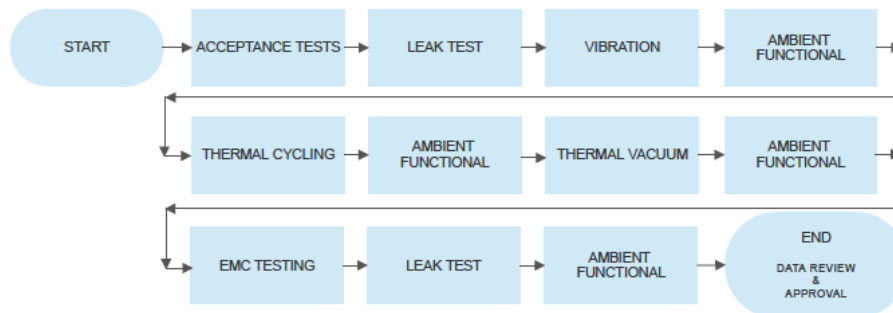 START
ACCEPTANCE TESTS
LEAK TEST
VIBRATION
AMBIENT
FUNCTIONAL
THERMAL CYCLING
AMBIENT
FUNCTIONAL
THERMAL VACUUM
AMBIENT
FUNCTIONAL
EMC TESTING
LEAK TEST
AMBIENT
FUNCTIONAL
END
DATA REVIEW
&
APPROVAL